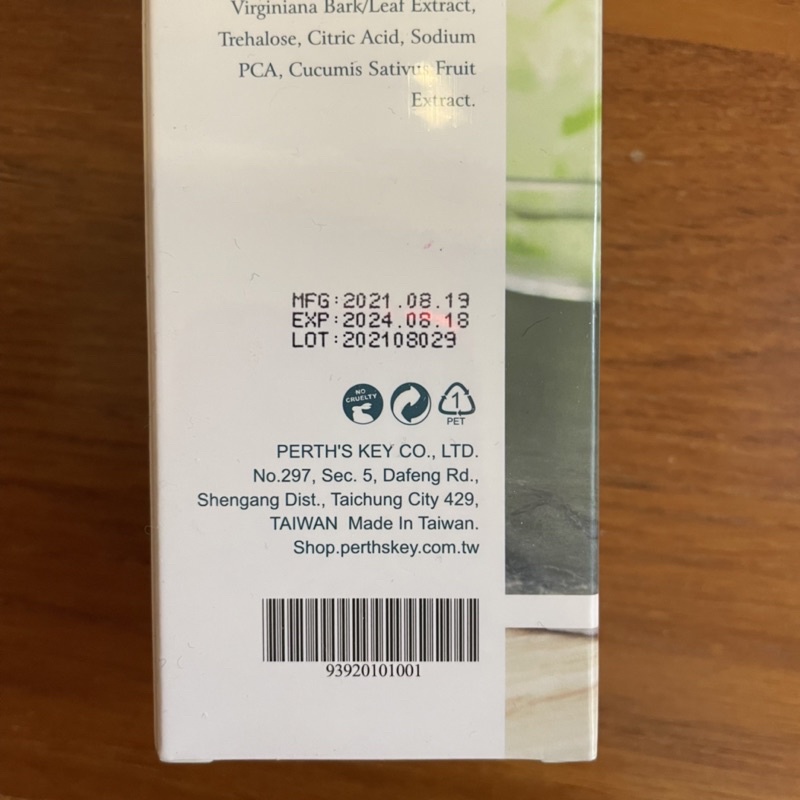 Virginiana Bark/Leaf Extract,
Trehalose, Citric Acid, Sodium
PCA, Cucumis Sativus Fruit
Extract.
MFG:2021.08.19
EXP:2024.08.18
LOT:202108029
NO
CRUELTY
1
PET
PERTH'S KEY CO., LTD.
No.297, Sec. 5, Dafeng Rd.,
Shengang Dist., Taichung City 429,
TAIWAN Made In Taiwan.
Shop.perthskey.com.tw
93920101001